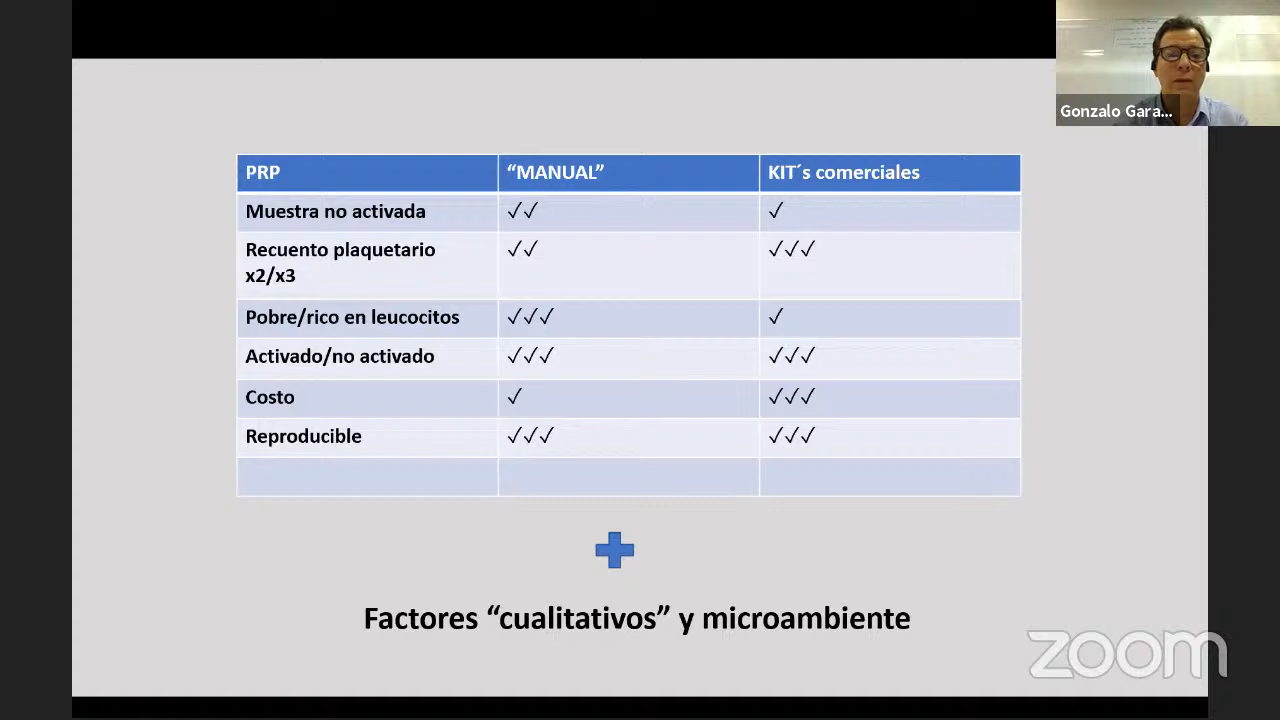 Gonzalo Gara...
PRP “MANUAL” KIT´s comerciales
Muestra no activada ✓✓ ✓
Recuento plaquetario ✓✓ ✓✓✓
x2/x3
Pobre/rico en leucocitos ✓✓✓ ✓
Activado/no activado ✓✓✓ ✓✓✓
Costo ✓ ✓✓✓
Reproducible ✓✓✓ ✓✓✓
Factores “cualitativos” y microambiente
zoom